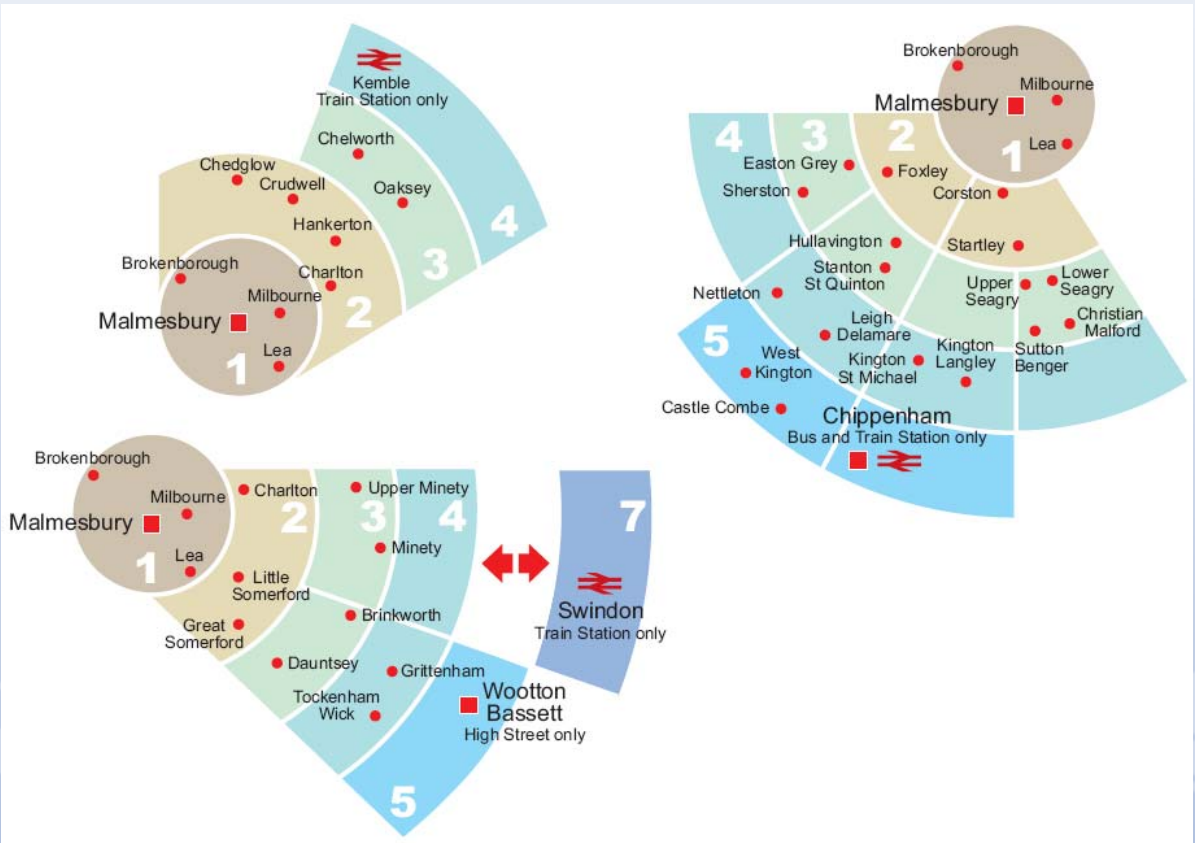 Kemble
Train Station only
Chelworth
Oaksey
4
3
Chedglow
Crudwell
Hankerton
Charlton
2
Brokenborough
Milbourne
Malmesbury
Lea
1
Brokenborough
Milbourne
Malmesbury
Lea
1
4
3
2
Easton Grey
Foxley
Sherston
Corston
Hullavington
Startley
Stanton
St Quinton
Upper
Seagry
Lower
Seagry
Nettleton
Christian
Malford
Leigh
Delamare
Sutton
Benger
5
West
Kington
Kington
St Michael
Kington
Langley
Castle Combe
Chippenham
Bus and Train Station only
Brokenborough
Milbourne
Malmesbury
Lea
1
Charlton
2
Upper Minety
3
4
Minety
Little
Somerford
Great
Somerford
Brinkworth
Dauntsey
Grittenham
Tockenham
Wick
Wootton
Bassett
High Street only
5
7
Swindon
Train Station only